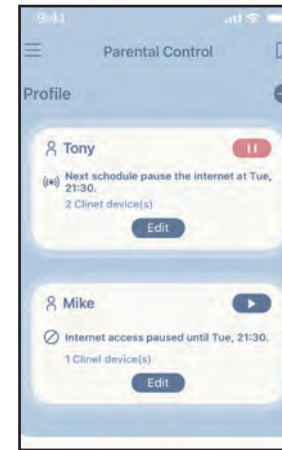 9:41
Parental Control
Profile
Tony
Next schodule pause the internet at Tue,
21:30.
2 Clinet device(s)
Edit
Mike
Internet access paused until Tue, 21:30.
1 Clinet device(s)
Edit